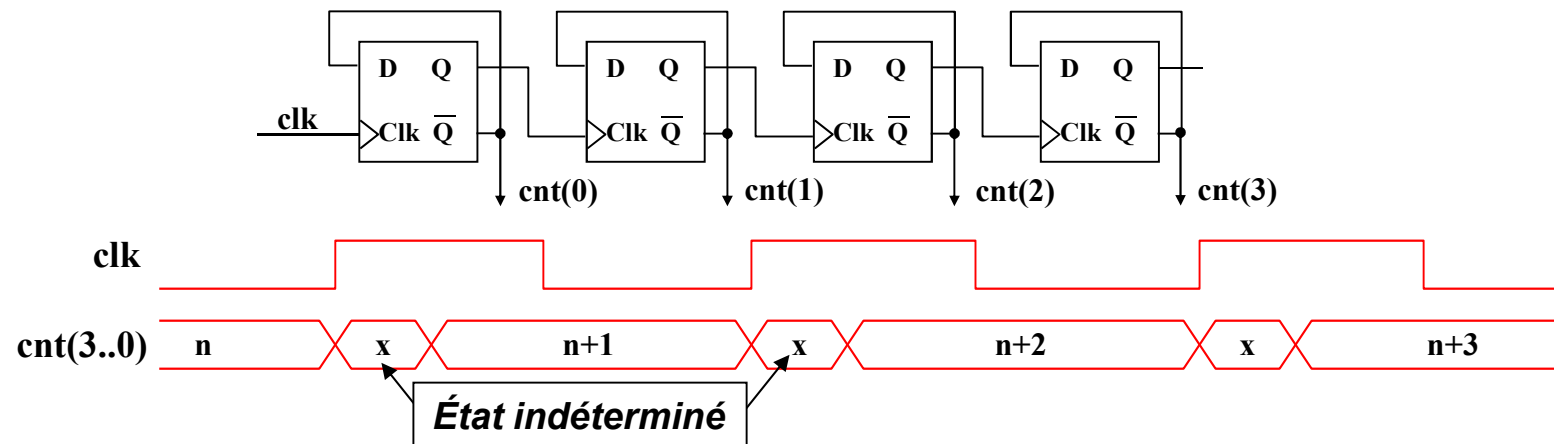 D Q D Q D Q D Q
clk
Clk Q̅ Clk Q̅ Clk Q̅ Clk Q̅
cnt(0) cnt(1) cnt(2) cnt(3)
clk
cnt(3..0) n x n+1 x n+2 x n+3
État indéterminé